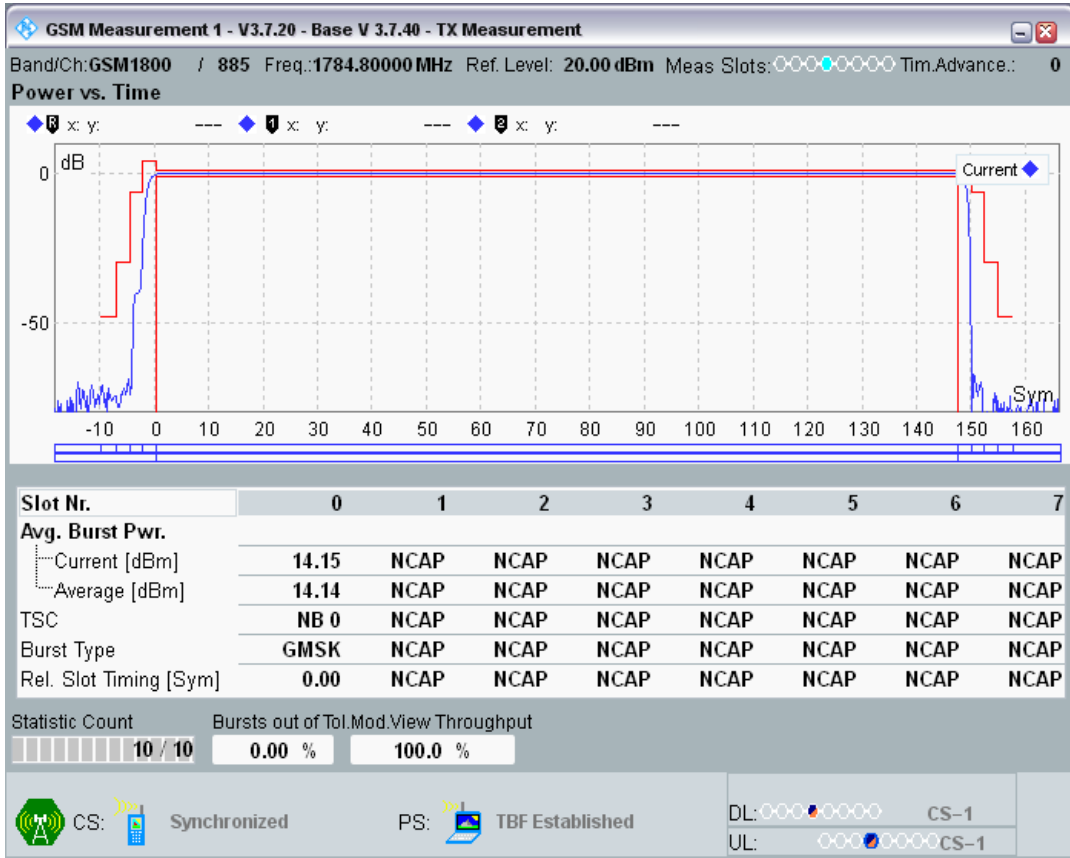 GSM Measurement 1 - V3.7.20 - Base V 3.7.40 - TX Measurement
Band/Ch:GSM1800 / 885 Freq.:1784.80000 MHz Ref. Level: 20.00 dBm Meas Slots: Tim.Advance.: 0
Power vs. Time
R x: y: --- 1 x: y: --- 2 x: y: ---
dB
Current
0
-50
Sym
-10 0 10 20 30 40 50 60 70 80 90 100 110 120 130 140 150 160
Slot Nr. 0 1 2 3 4 5 6 7
Avg. Burst Pwr.
Current [dBm] 14.15 NCAP NCAP NCAP NCAP NCAP NCAP NCAP
Average [dBm] 14.14 NCAP NCAP NCAP NCAP NCAP NCAP NCAP
TSC NB 0 NCAP NCAP NCAP NCAP NCAP NCAP NCAP
Burst Type GMSK NCAP NCAP NCAP NCAP NCAP NCAP NCAP
Rel. Slot Timing [Sym] 0.00 NCAP NCAP NCAP NCAP NCAP NCAP NCAP
Statistic Count Bursts out of Tol.Mod.View Throughput
10 / 10 0.00 % 100.0 %
CS: Synchronized PS: TBF Established DL: CS-1
UL: CS-1